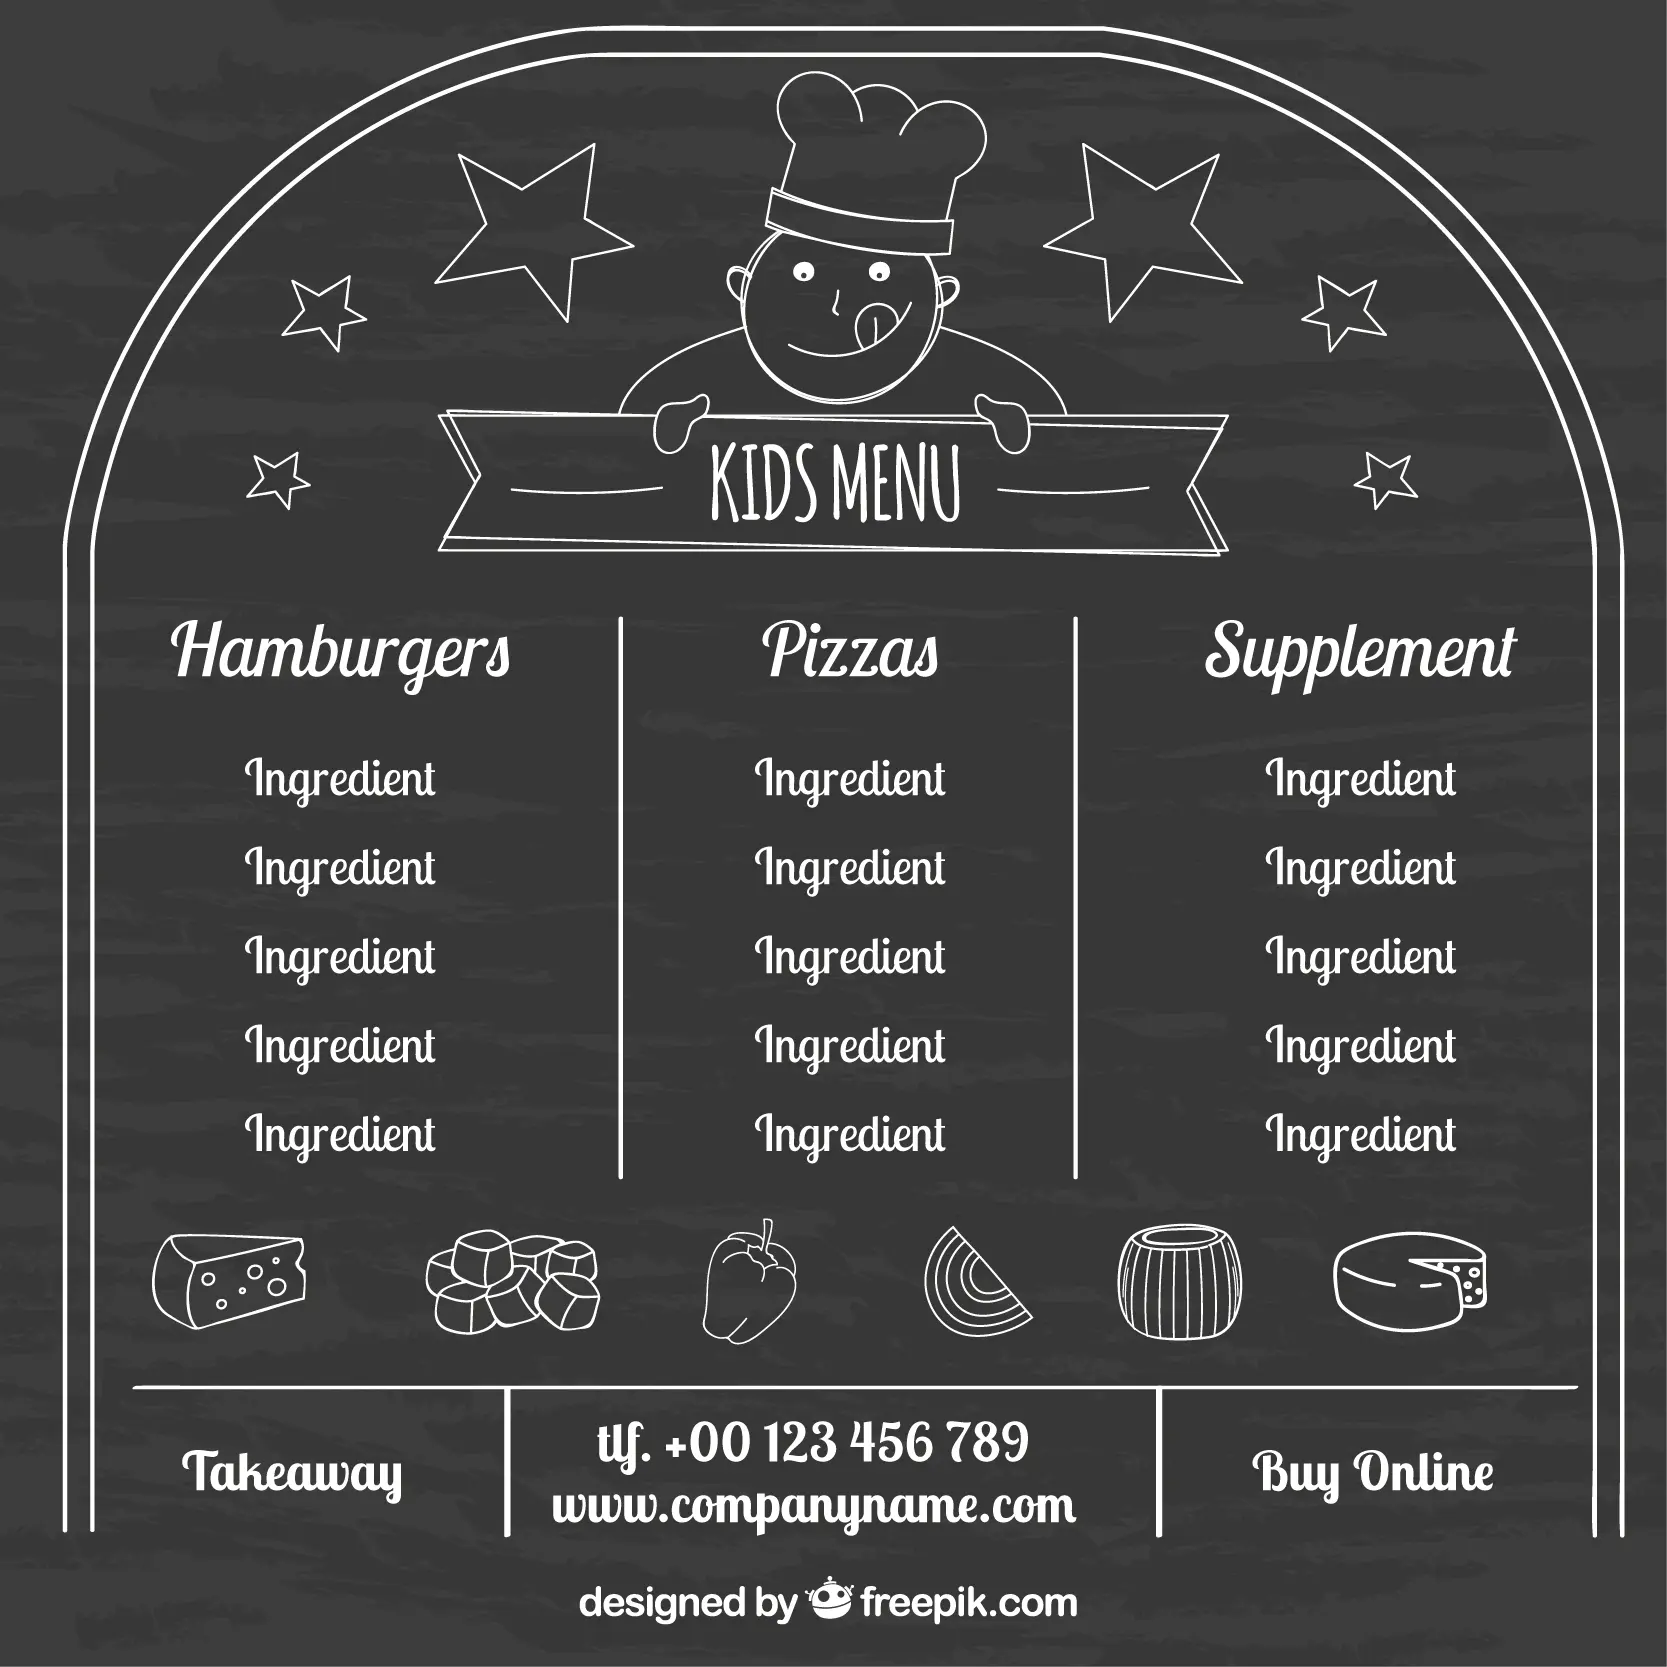 KIDS MENU
Hamburgers
Ingredient
Ingredient
Ingredient
Ingredient
Ingredient
Pizzas
Ingredient
Ingredient
Ingredient
Ingredient
Ingredient
Supplement
Ingredient
Ingredient
Ingredient
Ingredient
Ingredient
Takeaway
tlf. +00 123 456 789
www.companyname.com
Buy Online
designed by freepik.com